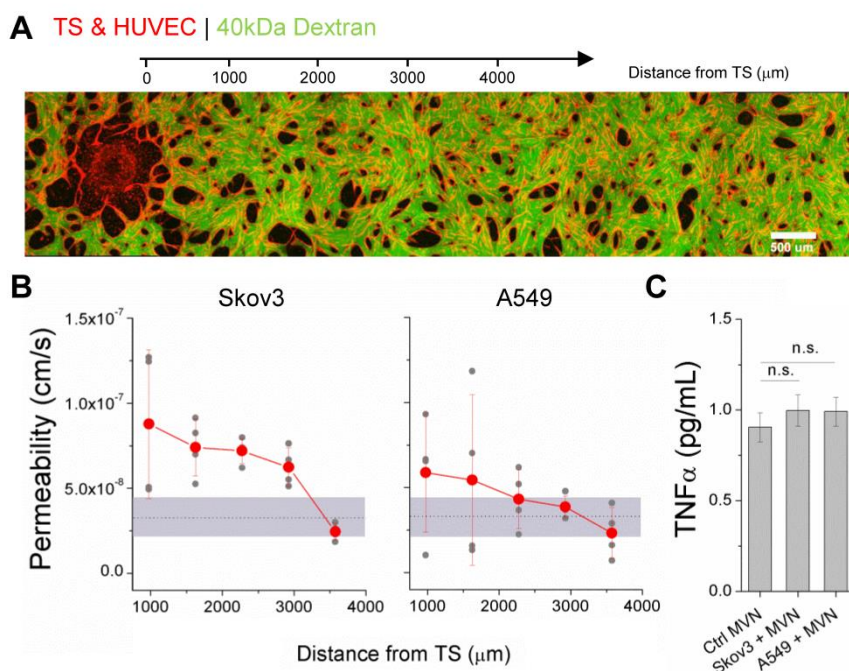 A
TS & HUVEC | 40kDa Dextran
0 1000 2000 3000 4000 Distance from TS (μm)
500 um
B
Skov3 A549
1.5x10-7
1.0x10-7
5.0x10-8
0.0
Permeability (cm/s)
1000 2000 3000 4000 1000 2000 3000 4000
Distance from TS (μm)
C
1.5
1.0
0.5
0.0
TNFα (pg/mL)
n.s.
n.s.
Ctrl MVN
Skov3 + MVN
A549 + MVN